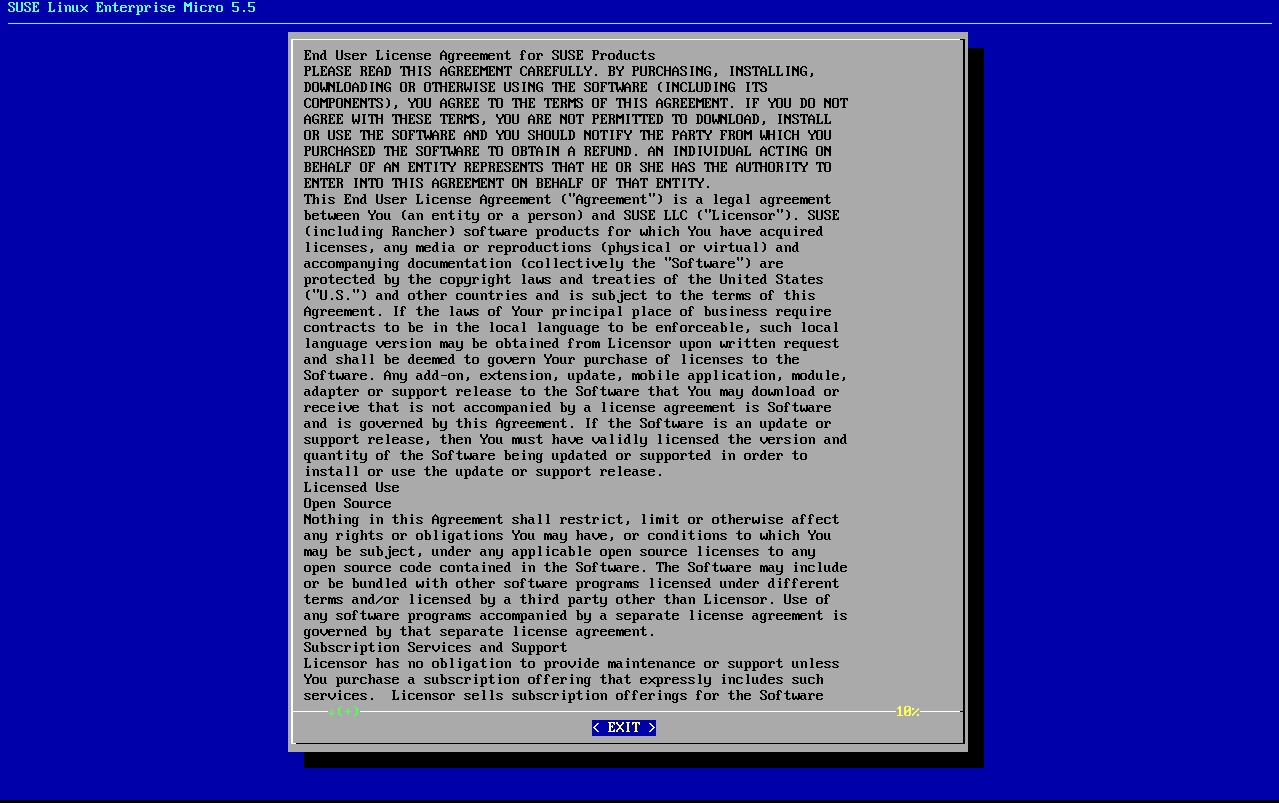 SUSE Linux Enterprise Micro 5.5
End User License Agreement for SUSE Products
PLEASE READ THIS AGREEMENT CAREFULLY. BY PURCHASING, INSTALLING,
DOWNLOADING OR OTHERWISE USING THE SOFTWARE (INCLUDING ITS
COMPONENTS), YOU AGREE TO THE TERMS OF THIS AGREEMENT. IF YOU DO NOT
AGREE WITH THESE TERMS, YOU ARE NOT PERMITTED TO DOWNLOAD, INSTALL
OR USE THE SOFTWARE AND YOU SHOULD NOTIFY THE PARTY FROM WHICH YOU
PURCHASED THE SOFTWARE TO OBTAIN A REFUND. AN INDIVIDUAL ACTING ON
BEHALF OF AN ENTITY REPRESENTS THAT HE OR SHE HAS THE AUTHORITY TO
ENTER INTO THIS AGREEMENT ON BEHALF OF THAT ENTITY.
This End User License Agreement ("Agreement") is a legal agreement
between You (an entity or a person) and SUSE LLC ("Licensor"). SUSE
(including Rancher) software products for which You have acquired
licenses, any media or reproductions (physical or virtual) and
accompanying documentation (collectively the "Software") are
protected by the copyright laws and treaties of the United States
("U.S.") and other countries and is subject to the terms of this
Agreement. If the laws of Your principal place of business require
contracts to be in the local language to be enforceable, such local
language version may be obtained from Licensor upon written request
and shall be deemed to govern Your purchase of licenses to the
Software. Any add-on, extension, update, mobile application, module,
adapter or support release to the Software that You may download or
receive that is not accompanied by a license agreement is Software
and is governed by this Agreement. If the Software is an update or
support release, then You must have validly licensed the version and
quantity of the Software being updated or supported in order to
install or use the update or support release.
Licensed Use
Open Source
Nothing in this Agreement shall restrict, limit or otherwise affect
any rights or obligations You may have, or conditions to which You
may be subject, under any applicable open source licenses to any
open source code contained in the Software. The Software may include
or be bundled with other software programs licensed under different
terms and/or licensed by a third party other than Licensor. Use of
any software programs accompanied by a separate license agreement is
governed by that separate license agreement.
Subscription Services and Support
Licensor has no obligation to provide maintenance or support unless
You purchase a subscription offering that expressly includes such
services.  Licensor sells subscription offerings for the Software
↓(+) 10%
< EXIT >